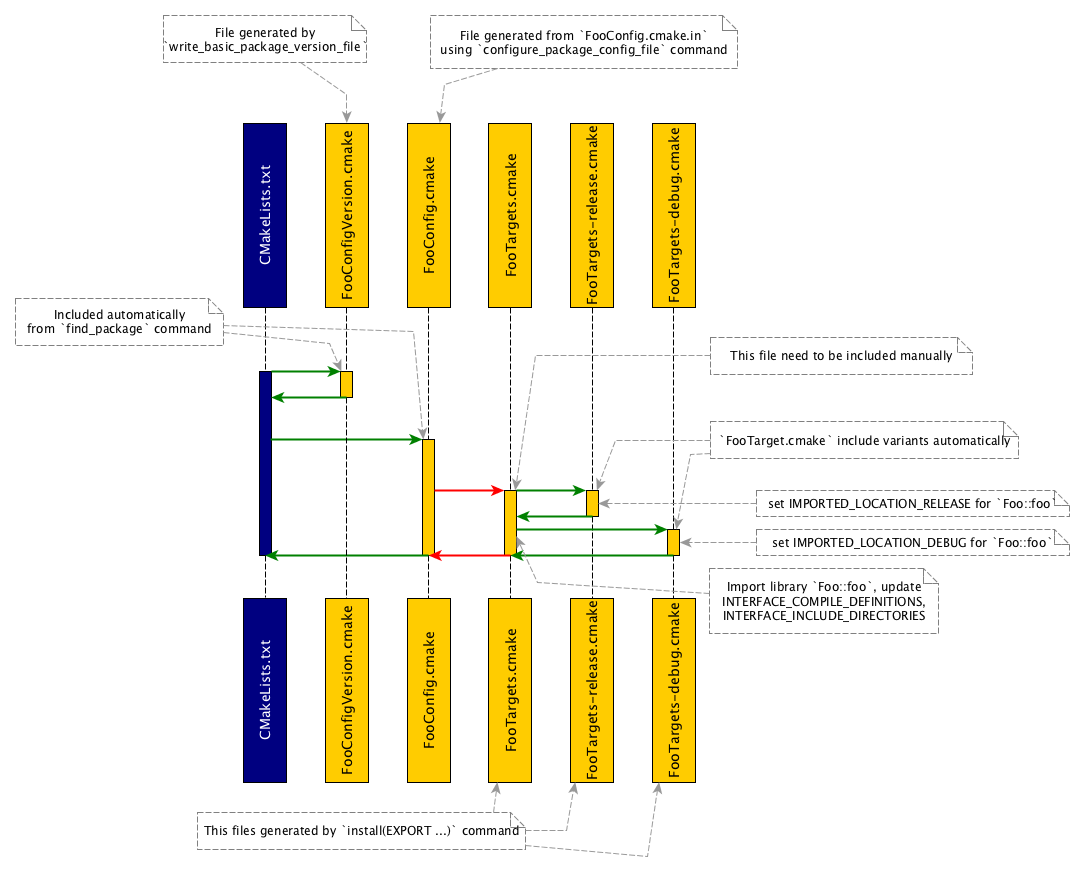 File generated by
`write_basic_package_version_file`
File generated from `FooConfig.cmake.in`
using `configure_package_config_file` command
CMakeLists.txt
FooConfigVersion.cmake
FooConfig.cmake
FooTargets.cmake
FooTargets-release.cmake
FooTargets-debug.cmake
Included automatically
from `find_package` command
This file need to be included manually
`FooTarget.cmake` include variants automatically
set IMPORTED_LOCATION_RELEASE for `Foo::foo`
set IMPORTED_LOCATION_DEBUG for `Foo::foo`
Import library `Foo::foo`, update
INTERFACE_COMPILE_DEFINITIONS,
INTERFACE_INCLUDE_DIRECTORIES
CMakeLists.txt
FooConfigVersion.cmake
FooConfig.cmake
FooTargets.cmake
FooTargets-release.cmake
FooTargets-debug.cmake
This files generated by `install(EXPORT ...)` command